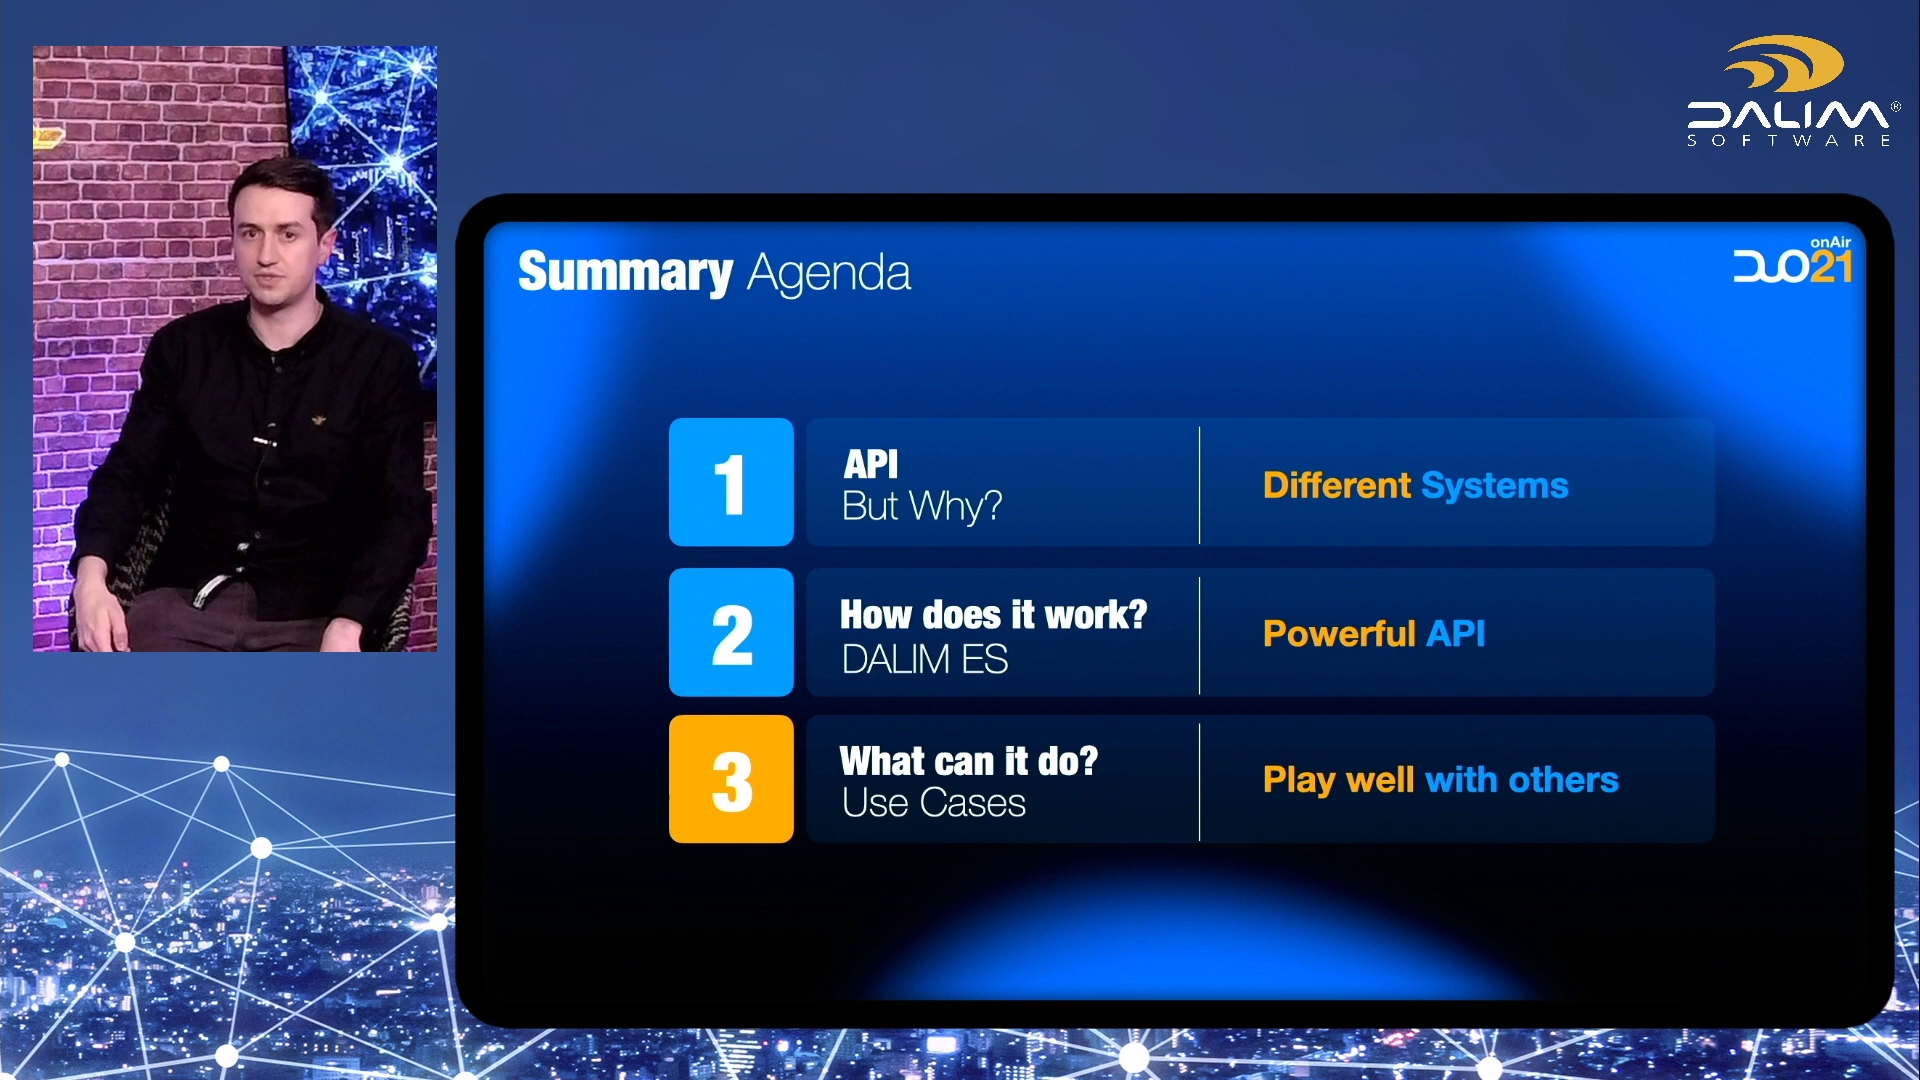 DALIM®
SOFTWARE
Summary Agenda
onAir
DUO21
1
API
But Why?
Different Systems
2
How does it work?
DALIM ES
Powerful API
3
What can it do?
Use Cases
Play well with others